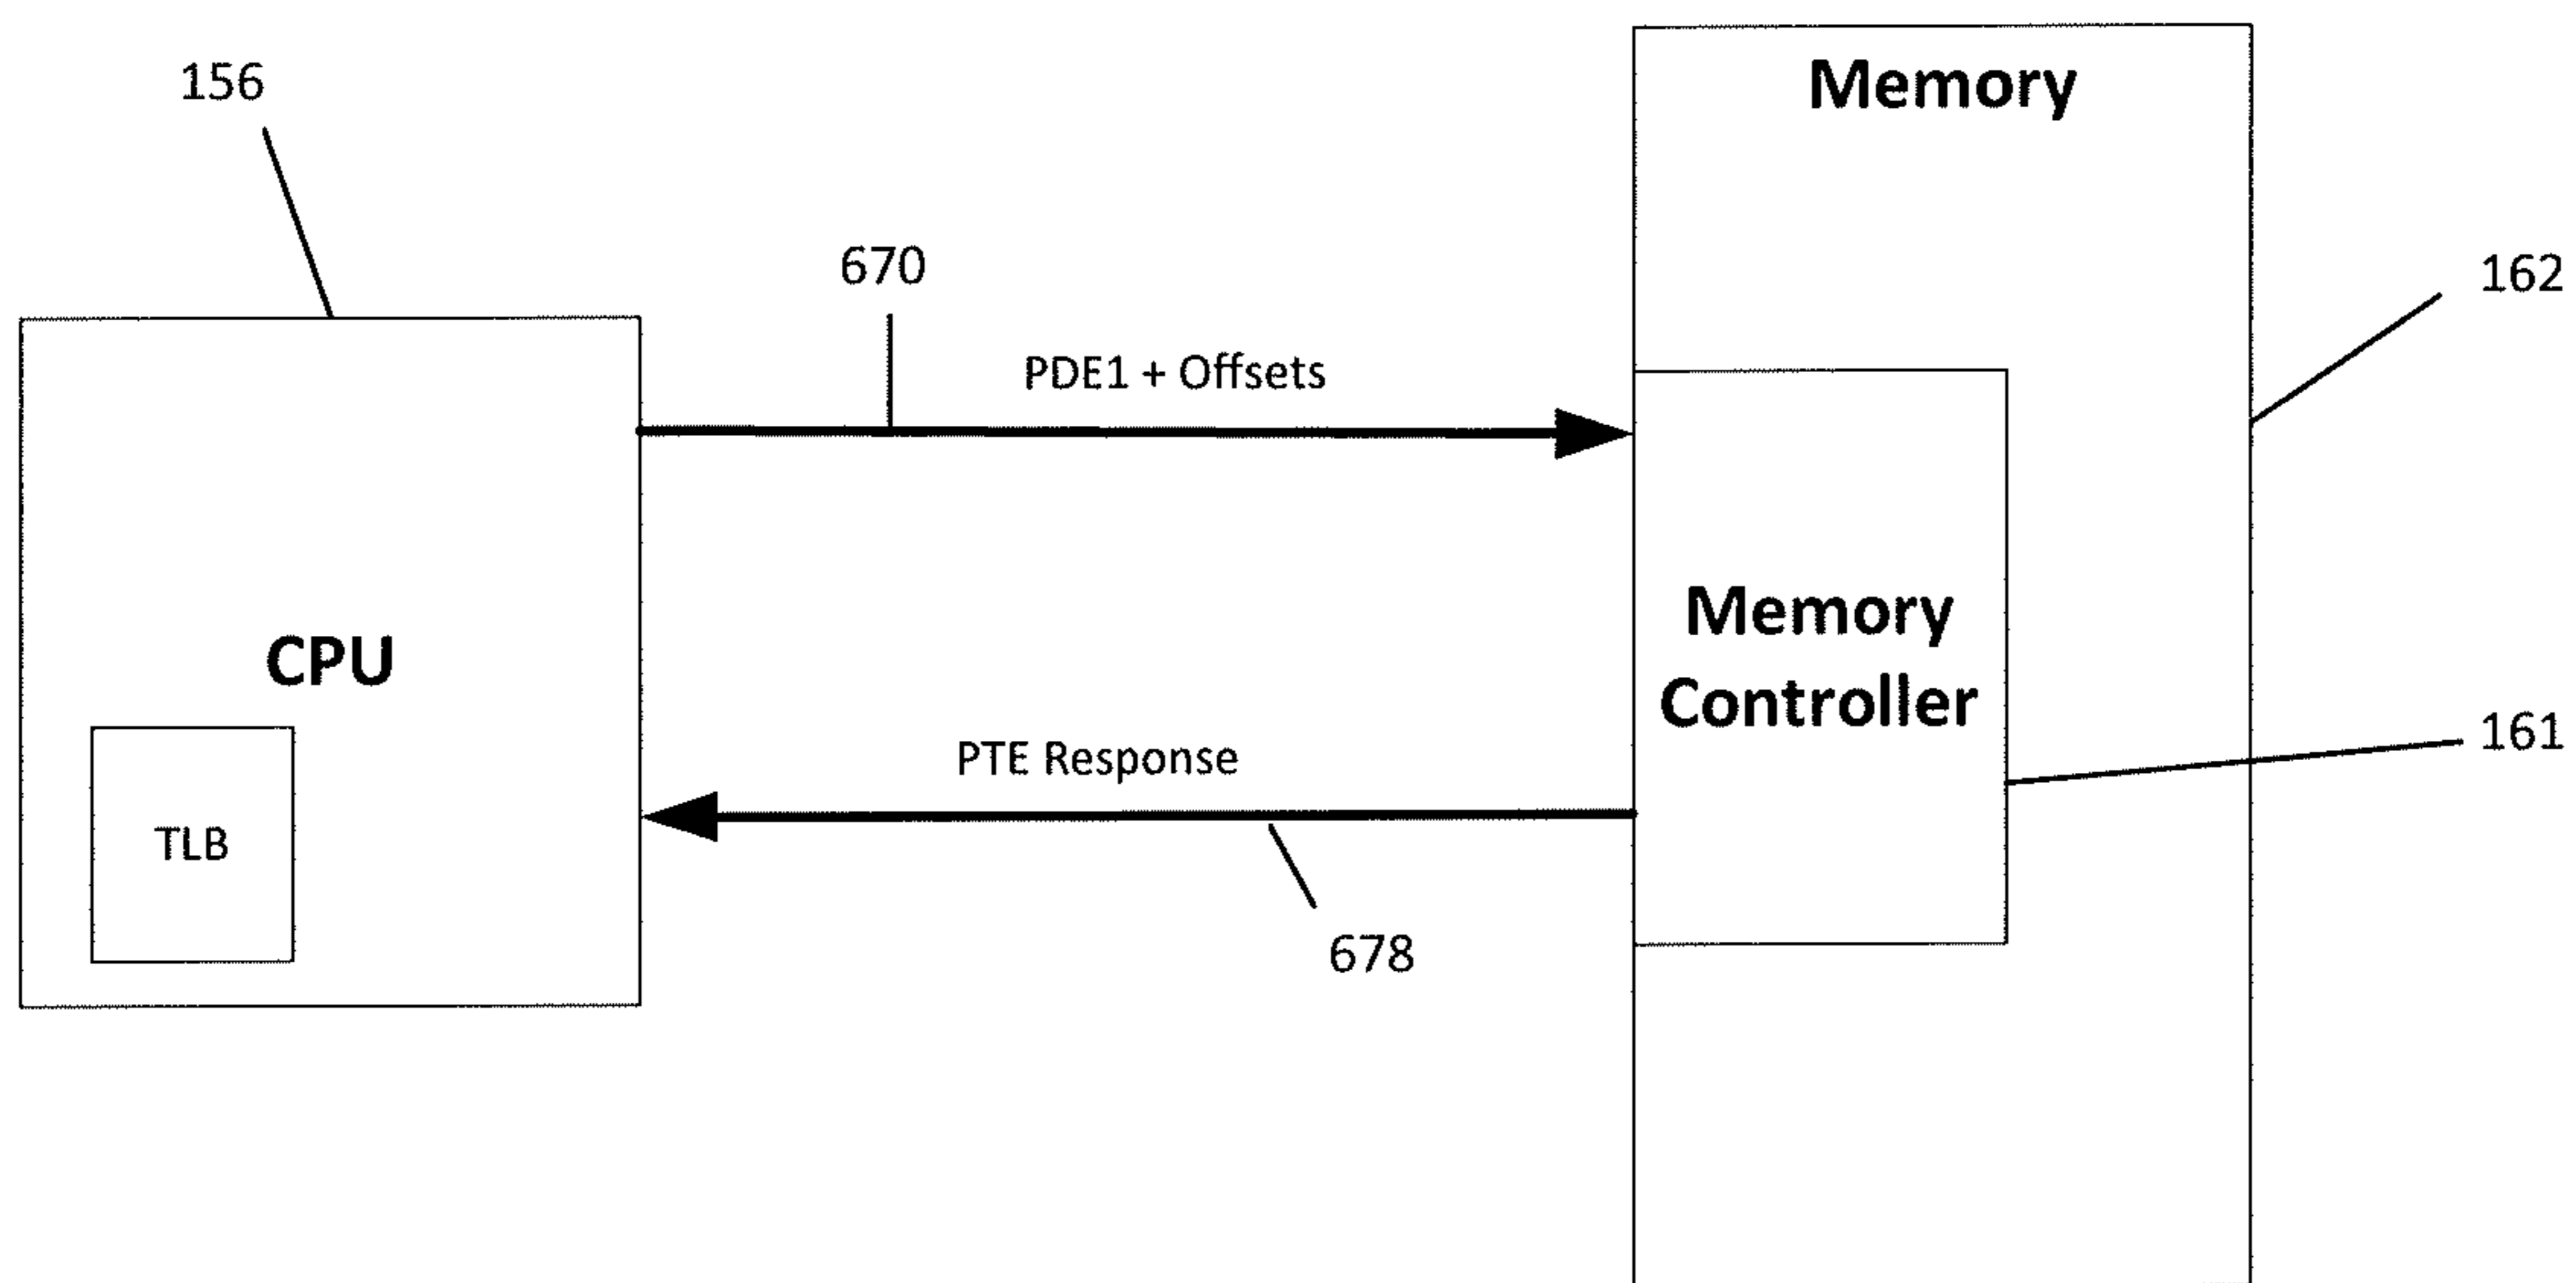 Memory
156
670
162
PDE1 + Offsets
Memory
Controller
CPU
161
PTE Response
TLB
678